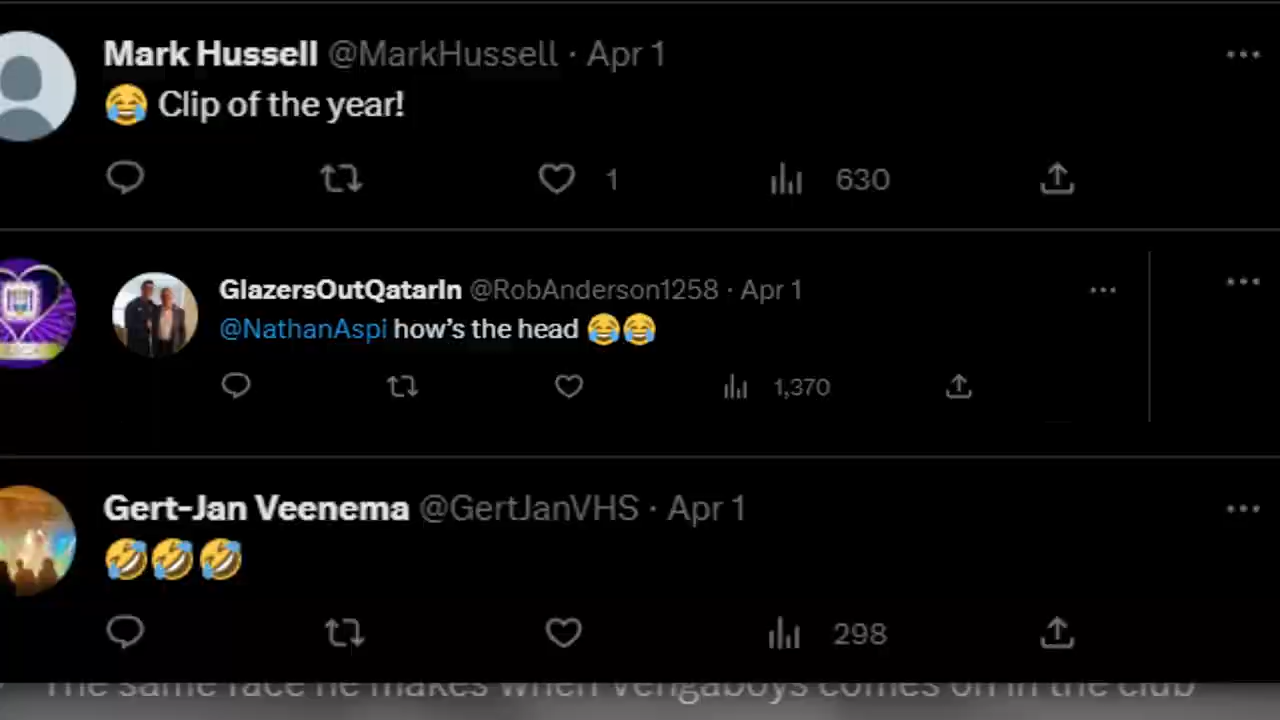 Mark Hussell @MarkHussell · Apr 1
😂 Clip of the year!
1 630
GlazersOutQatarIn @RobAnderson1258 · Apr 1
@NathanAspi how's the head 😂😂
1,370
Gert-Jan Veenema @GertJanVHS · Apr 1
🤣🤣🤣
298
The same face he makes when vengaboys comes on in the club